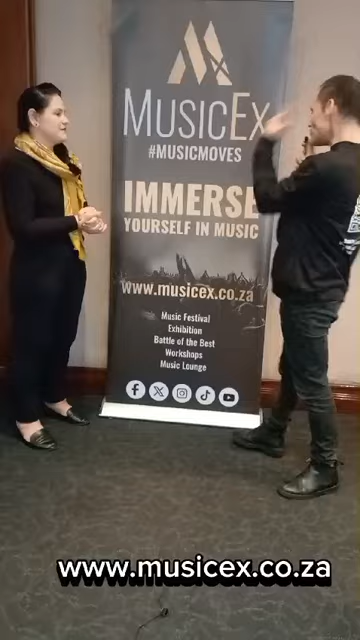 MUSICEX
#MUSICMOVES
IMMERSE
YOURSELF IN MUSIC
www.musicex.co.za
Music Festival
Exhibition
Battle of the Best
Workshops
Music Lounge
www.musicex.co.za